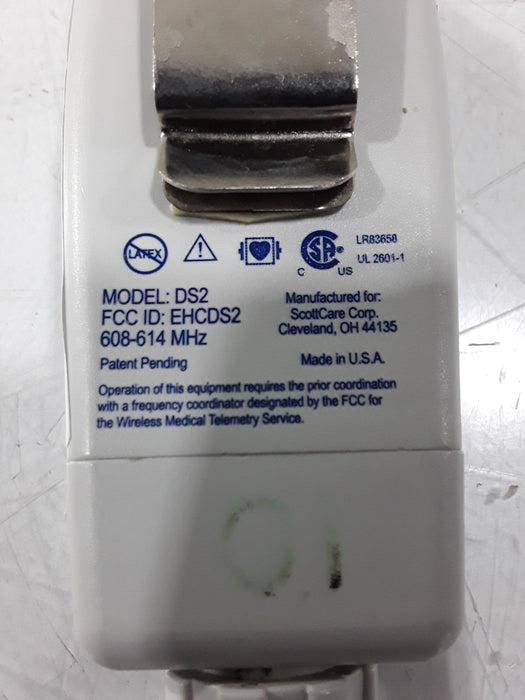 LATEX
SA
®
C US
LR83658
UL 2601-1
MODEL: DS2
FCC ID: EHCDS2
608-614 MHz
Patent Pending
Manufactured for:
ScottCare Corp.
Cleveland, OH 44135
Made in U.S.A.
Operation of this equipment requires the prior coordination
with a frequency coordinator designated by the FCC for
the Wireless Medical Telemetry Service.
01